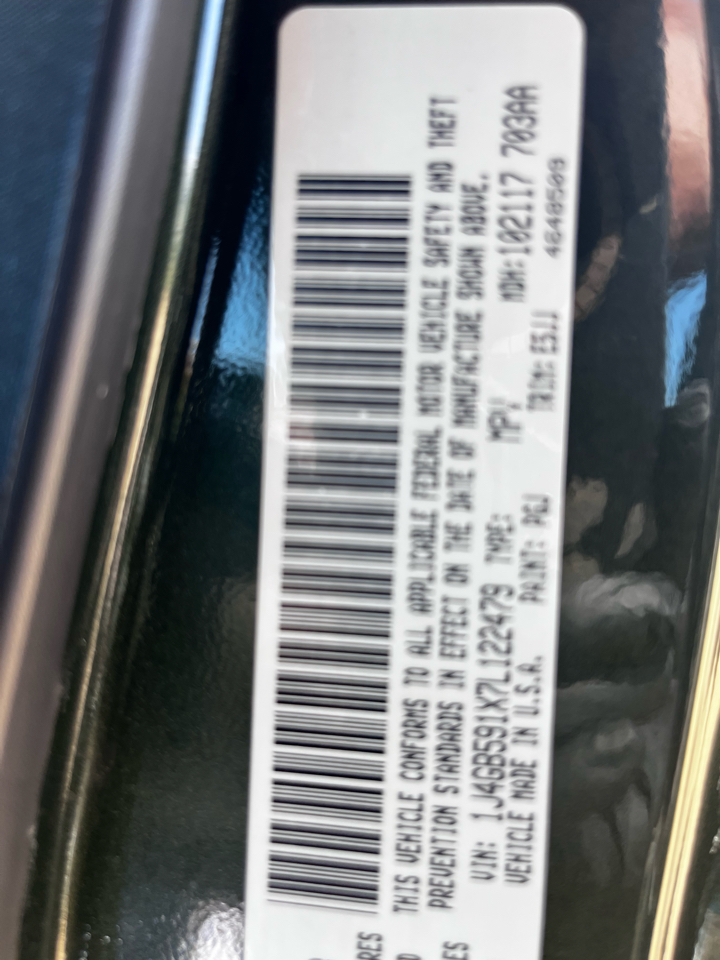 THIS VEHICLE CONFORMS TO ALL APPLICABLE FEDERAL MOTOR VEHICLE SAFETY AND THEFT
PREVENTION STANDARDS IN EFFECT ON THE DATE OF MANUFACTURE SHOWN ABOVE.
VIN: 1J4GB591X7L122479 TYPE: MPV MDH:102117 703AA
VEHICLE MADE IN U.S.A. PAINT: PGJ TRIM: E5JJ 4648509